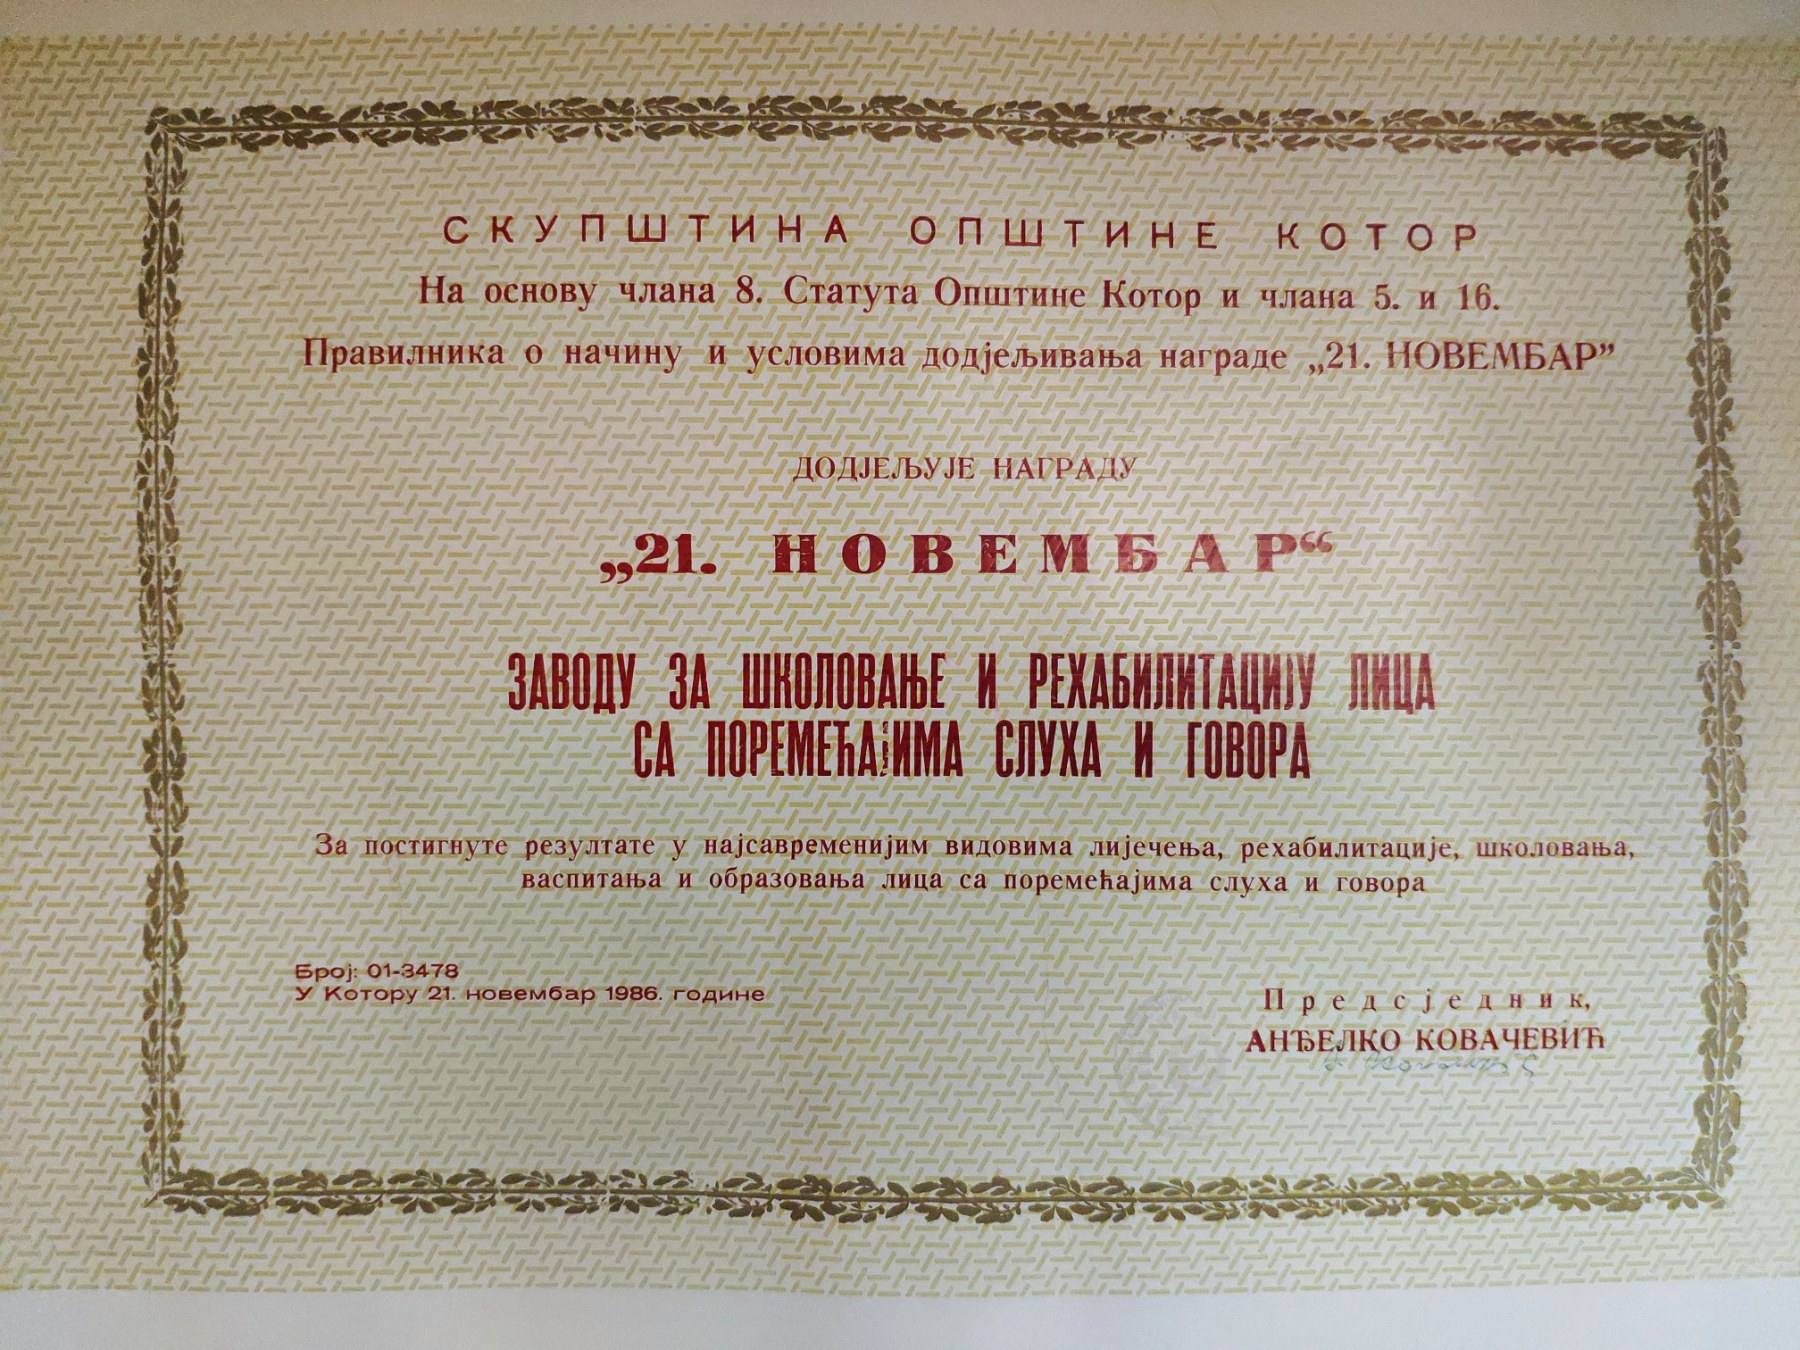 СКУПШТИНА ОПШТИНЕ КОТОР
На основу члана 8. Статута Општине Котор и члана 5. и 16.
Правилника о начину и условима додјељивања награде „21. НОВЕМБАР”
ДОДЈЕЉУЈЕ НАГРАДУ
„21. НОВЕМБАР“
ЗАВОДУ ЗА ШКОЛОВАЊЕ И РЕХАБИЛИТАЦИЈУ ЛИЦА
СА ПОРЕМЕЋАЈИМА СЛУХА И ГОВОРА
За постигнуте резултате у најсавременијим видовима лијечења, рехабилитације, школовања,
васпитања и образовања лица са поремећајима слуха и говора
Број: 01-3478
У Котору 21. новембар 1986. године
Предсједник,
АНЂЕЛКО КОВАЧЕВИЋ